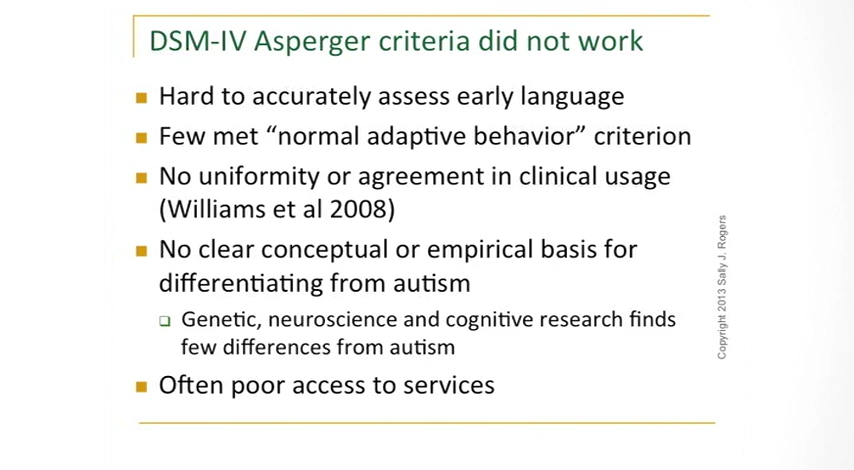 DSM-IV Asperger criteria did not work
Hard to accurately assess early language
Few met “normal adaptive behavior” criterion
No uniformity or agreement in clinical usage
(Williams et al 2008)
No clear conceptual or empirical basis for
differentiating from autism
Genetic, neuroscience and cognitive research finds
few differences from autism
Often poor access to services
Copyright 2013 Sally J. Rogers